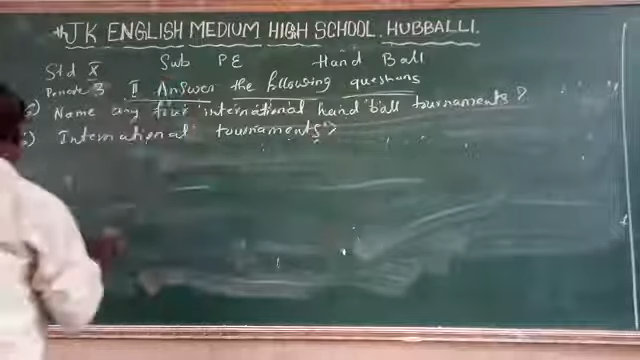 JK ENGLISH MEDIUM HIGH SCHOOL. HUBBALLI.
Std X Sub PE Hand Ball
Periode 3 II Answer the following questions
Name any four international hand ball tournaments?
International tournaments?